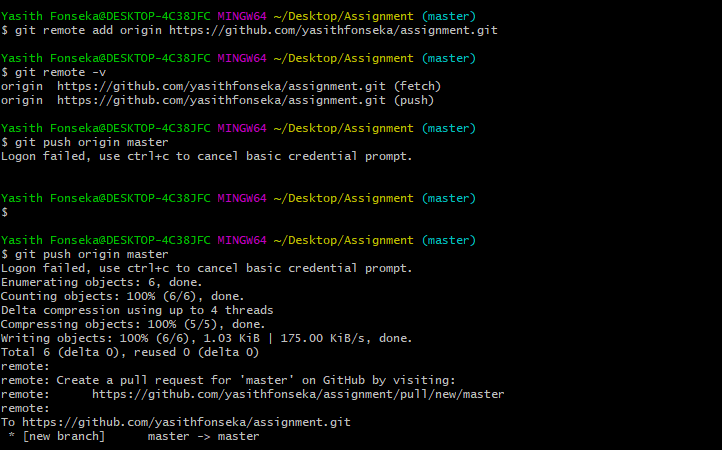 Yasith Fonseka@DESKTOP-4C38JFC MINGW64 ~/Desktop/Assignment (master)
$ git remote add origin https://github.com/yasithfonseka/assignment.git
Yasith Fonseka@DESKTOP-4C38JFC MINGW64 ~/Desktop/Assignment (master)
$ git remote -v
origin  https://github.com/yasithfonseka/assignment.git (fetch)
origin  https://github.com/yasithfonseka/assignment.git (push)
Yasith Fonseka@DESKTOP-4C38JFC MINGW64 ~/Desktop/Assignment (master)
$ git push origin master
Logon failed, use ctrl+c to cancel basic credential prompt.
Yasith Fonseka@DESKTOP-4C38JFC MINGW64 ~/Desktop/Assignment (master)
$
Yasith Fonseka@DESKTOP-4C38JFC MINGW64 ~/Desktop/Assignment (master)
$ git push origin master
Logon failed, use ctrl+c to cancel basic credential prompt.
Enumerating objects: 6, done.
Counting objects: 100% (6/6), done.
Delta compression using up to 4 threads
Compressing objects: 100% (5/5), done.
Writing objects: 100% (6/6), 1.03 KiB | 175.00 KiB/s, done.
Total 6 (delta 0), reused 0 (delta 0)
remote:
remote: Create a pull request for 'master' on GitHub by visiting:
remote:      https://github.com/yasithfonseka/assignment/pull/new/master
remote:
To https://github.com/yasithfonseka/assignment.git
 * [new branch]      master -> master